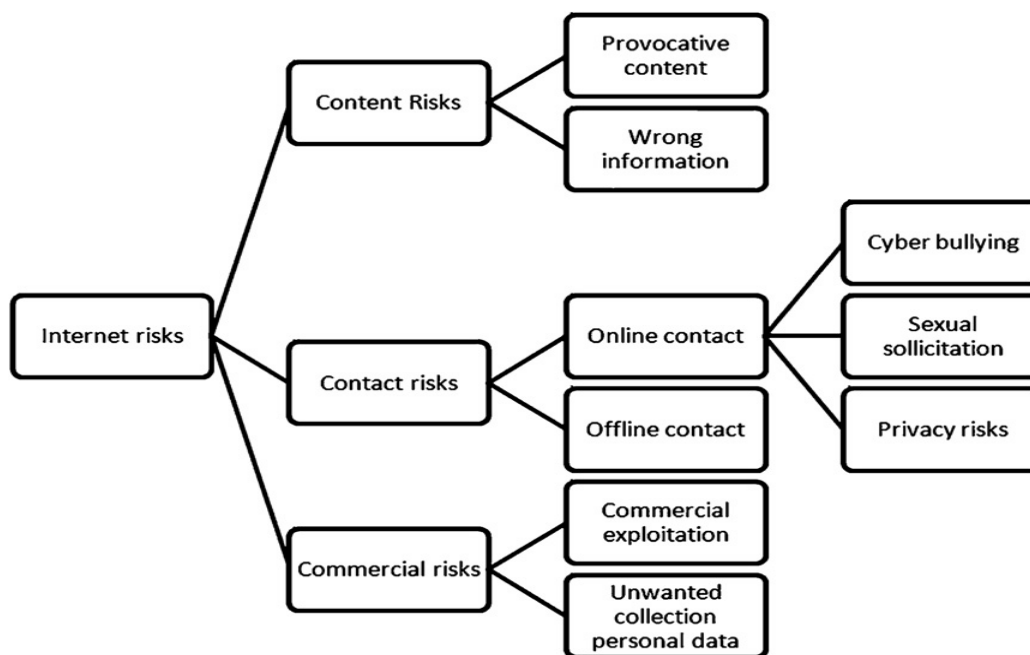 Internet risks
Content Risks
Provocative
content
Wrong
information
Contact risks
Online contact
Cyber bullying
Sexual
sollicitation
Privacy risks
Offline contact
Commercial risks
Commercial
exploitation
Unwanted
collection
personal data